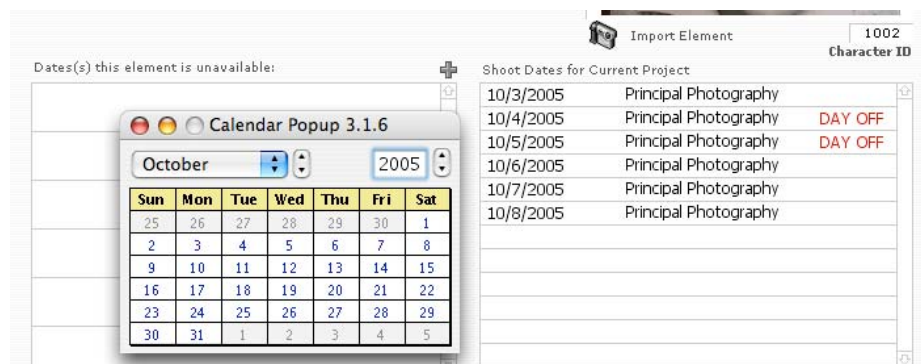 Import Element 1002
Character ID
Dates(s) this element is unavailable:
Shoot Dates for Current Project
Calendar Popup 3.1.6
October 2005
Sun Mon Tue Wed Thu Fri Sat
25 26 27 28 29 30 1
2 3 4 5 6 7 8
9 10 11 12 13 14 15
16 17 18 19 20 21 22
23 24 25 26 27 28 29
30 31 1 2 3 4 5
10/3/2005 Principal Photography
10/4/2005 Principal Photography DAY OFF
10/5/2005 Principal Photography DAY OFF
10/6/2005 Principal Photography
10/7/2005 Principal Photography
10/8/2005 Principal Photography